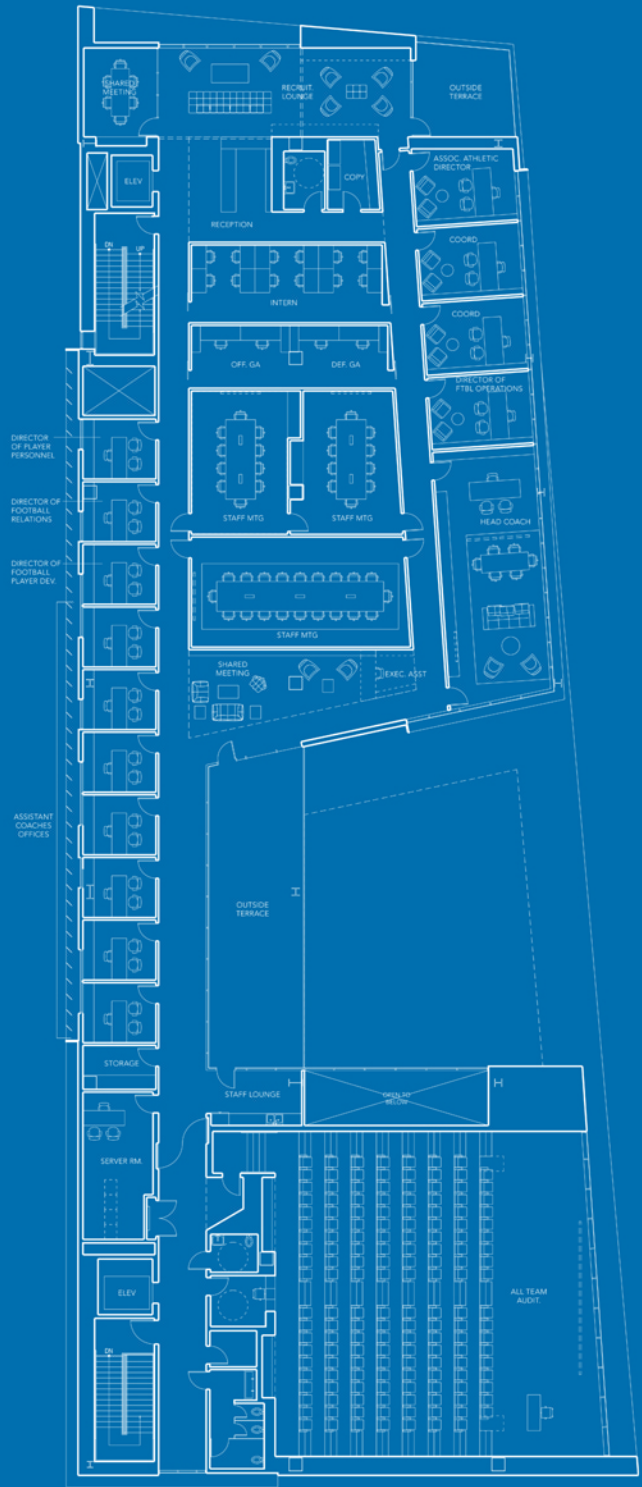 SHARED
MEETING
RECRUIT.
LOUNGE
OUTSIDE
TERRACE
ELEV
COPY
ASSOC. ATHLETIC
DIRECTOR
RECEPTION
COORD
DN
UP
INTERN
COORD
OFF. GA
DEF. GA
DIRECTOR OF
FTBL OPERATIONS
DIRECTOR
OF PLAYER
PERSONNEL
DIRECTOR OF
FOOTBALL
RELATIONS
STAFF MTG
STAFF MTG
HEAD COACH
DIRECTOR OF
FOOTBALL
PLAYER DEV.
STAFF MTG
SHARED
MEETING
EXEC. ASST
ASSISTANT
COACHES
OFFICES
OUTSIDE
TERRACE
STORAGE
STAFF LOUNGE
OPEN TO
BELOW
SERVER RM.
ELEV
ALL TEAM
AUDIT.
DN